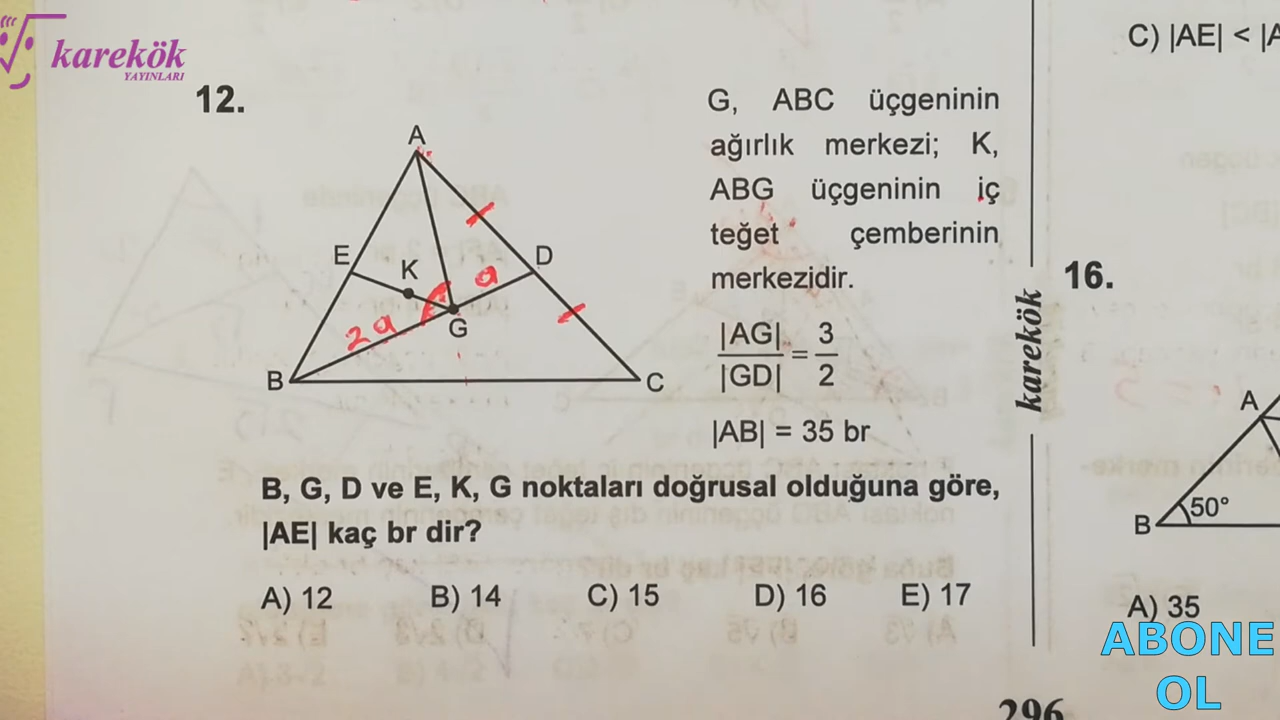 karekök
YAYINLARI
12.
A
E
K
D
a
2a
G
B
C
G, ABC üçgeninin
ağırlık merkezi; K,
ABG üçgeninin iç
teğet çemberinin
merkezidir.
|AG| / |GD| = 3 / 2
|AB| = 35 br
B, G, D ve E, K, G noktaları doğrusal olduğuna göre,
|AE| kaç br dir?
A) 12 B) 14 C) 15 D) 16 E) 17
karekök
C) |AE| < |A
16.
A
B 50°
A) 35
ABONE
OL
296